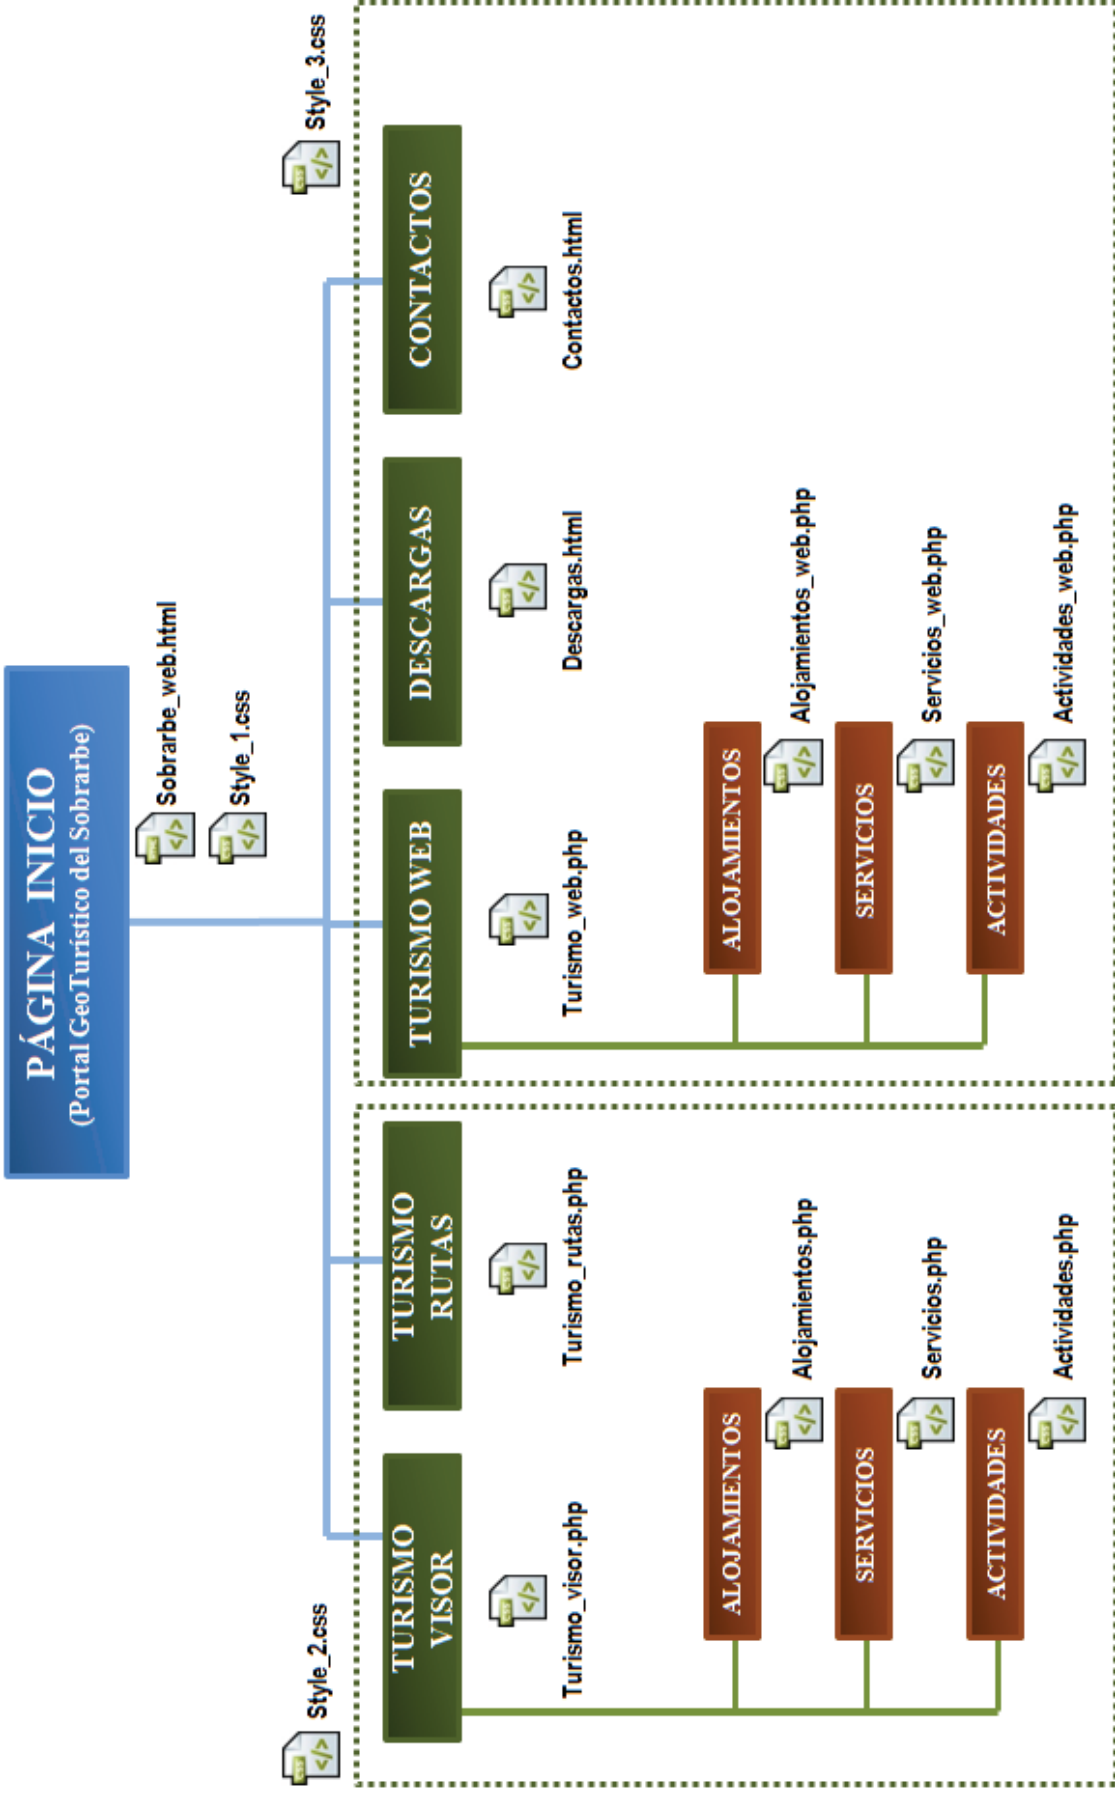 PÁGINA INICIO
(Portal GeoTurístico del Sobrarbe)
Sobrarbe_web.html
Style_1.css
Style_2.css
Style_3.css
TURISMO
VISOR
TURISMO
RUTAS
TURISMO WEB
DESCARGAS
CONTACTOS
Turismo_visor.php
Turismo_rutas.php
Turismo_web.php
Descargas.html
Contactos.html
ALOJAMIENTOS
Alojamientos.php
SERVICIOS
Servicios.php
ACTIVIDADES
Actividades.php
ALOJAMIENTOS
Alojamientos_web.php
SERVICIOS
Servicios_web.php
ACTIVIDADES
Actividades_web.php